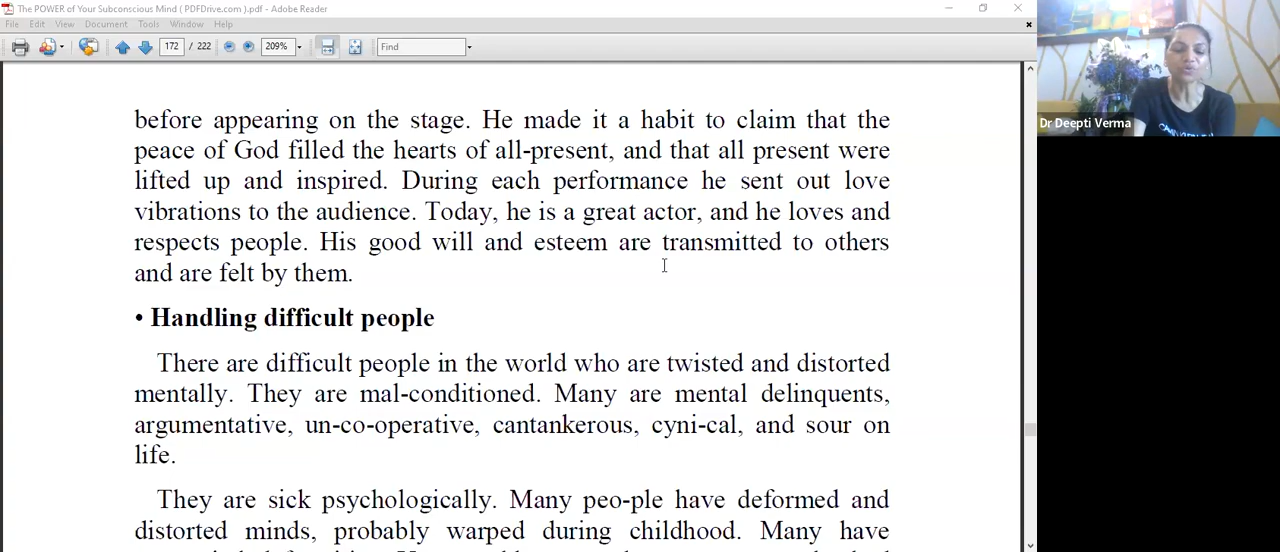 The POWER of Your Subconscious Mind ( PDFDrive.com ).pdf - Adobe Reader
File Edit View Document Tools Window Help
172 / 222 209% Find
Dr Deepti Verma
before appearing on the stage. He made it a habit to claim that the
peace of God filled the hearts of all-present, and that all present were
lifted up and inspired. During each performance he sent out love
vibrations to the audience. Today, he is a great actor, and he loves and
respects people. His good will and esteem are transmitted to others
and are felt by them.
• Handling difficult people
There are difficult people in the world who are twisted and distorted
mentally. They are mal-conditioned. Many are mental delinquents,
argumentative, un-co-operative, cantankerous, cyni-cal, and sour on
life.
They are sick psychologically. Many peo-ple have deformed and
distorted minds, probably warped during childhood. Many have